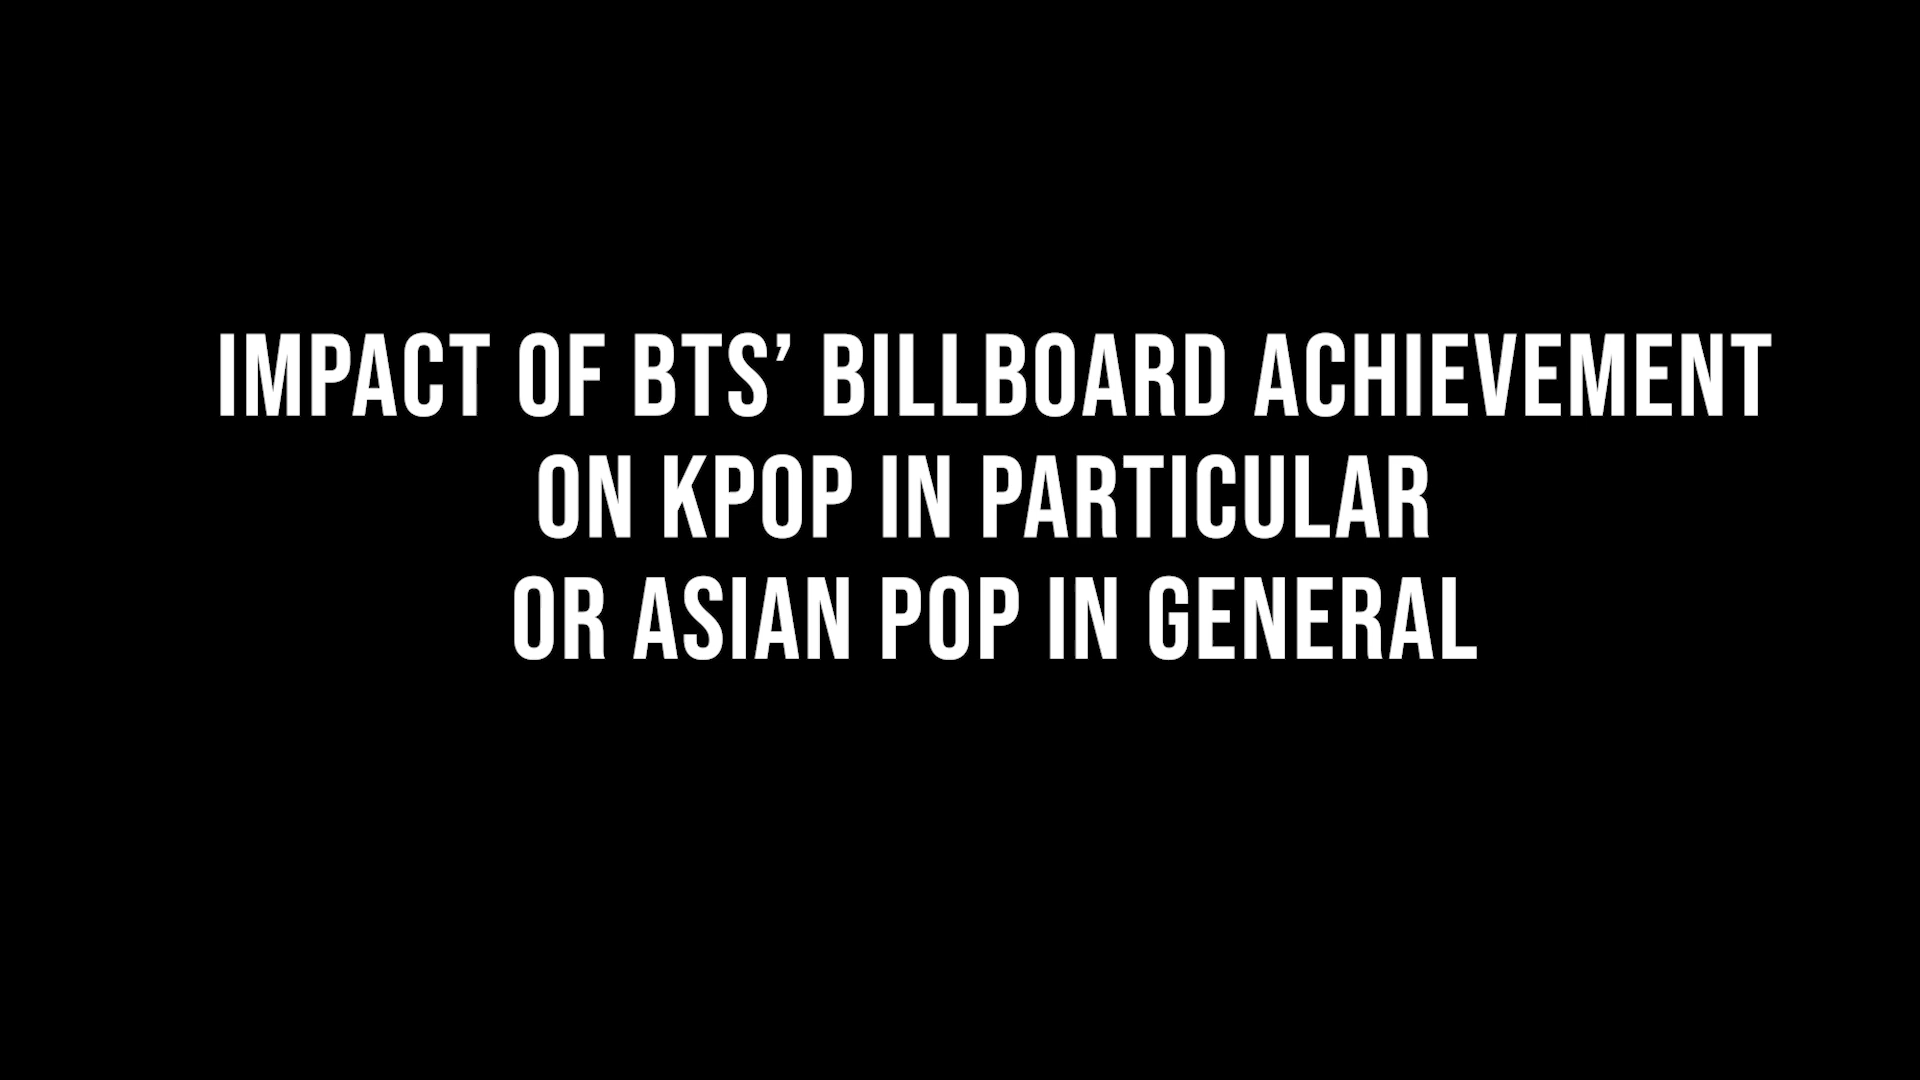 IMPACT OF BTS’ BILLBOARD ACHIEVEMENT
ON KPOP IN PARTICULAR
OR ASIAN POP IN GENERAL